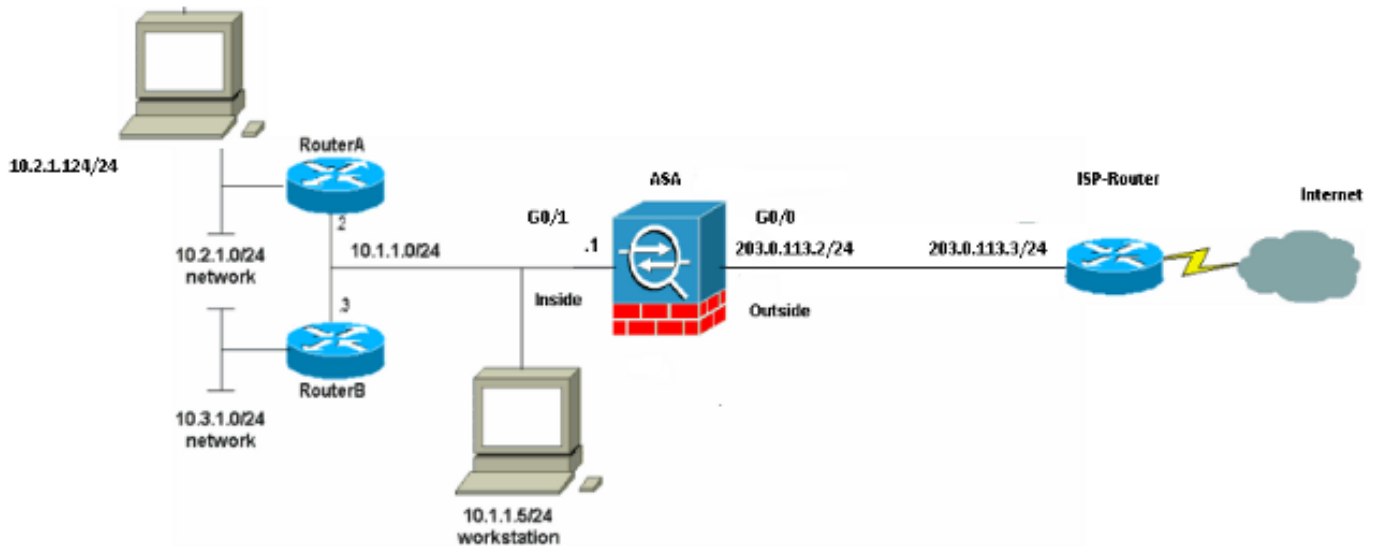 10.2.1.124/24
RouterA
2
10.2.1.0/24
network
10.1.1.0/24
3
RouterB
10.3.1.0/24
network
G0/1
.1
Inside
ASA
G0/0
203.0.113.2/24
Outside
203.0.113.3/24
ISP-Router
Internet
10.1.1.5/24
workstation